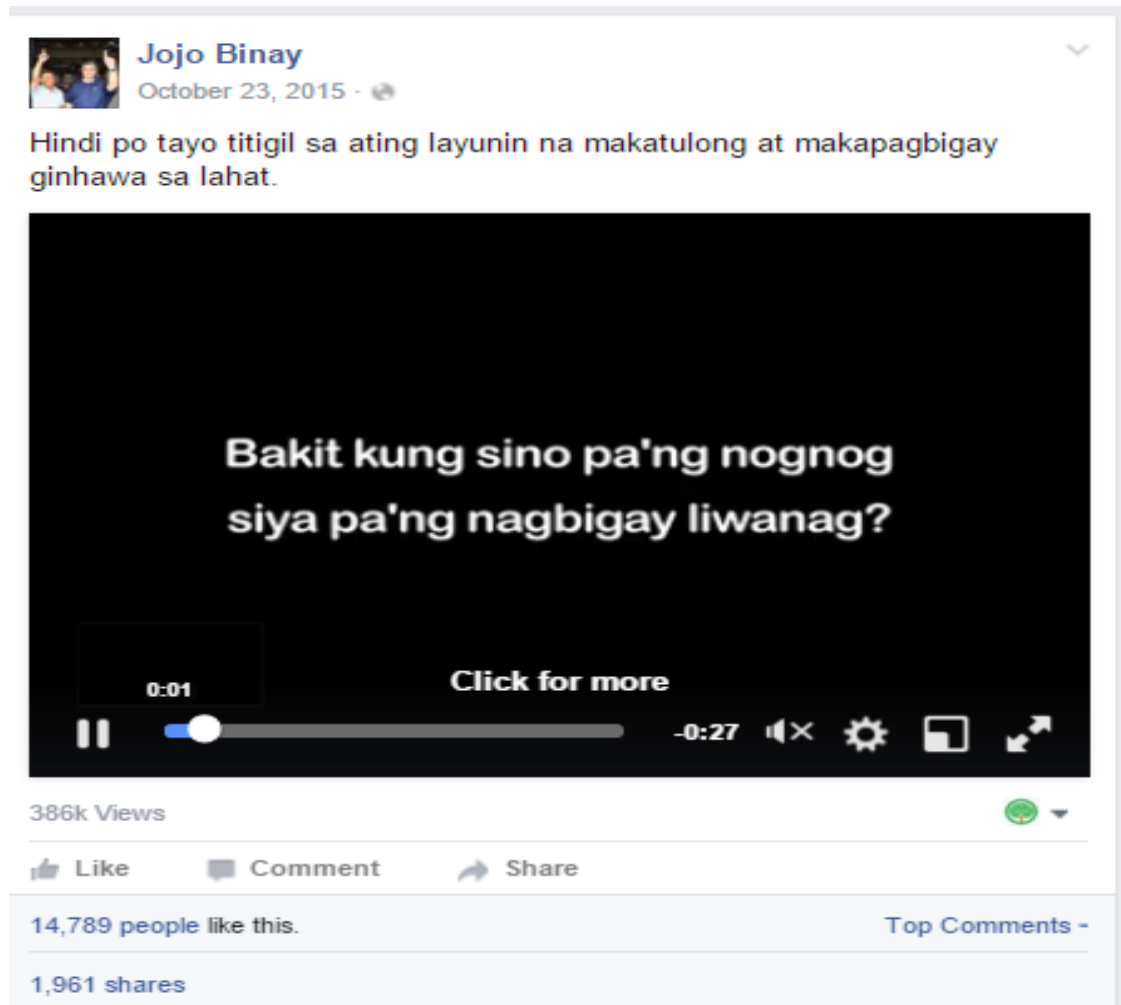 Jojo Binay
October 23, 2015 ·
Hindi po tayo titigil sa ating layunin na makatulong at makapagbigay
ginhawa sa lahat.
Bakit kung sino pa'ng nognog
siya pa'ng nagbigay liwanag?
0:01
Click for more
-0:27
386k Views
Like Comment Share
14,789 people like this. Top Comments -
1,961 shares